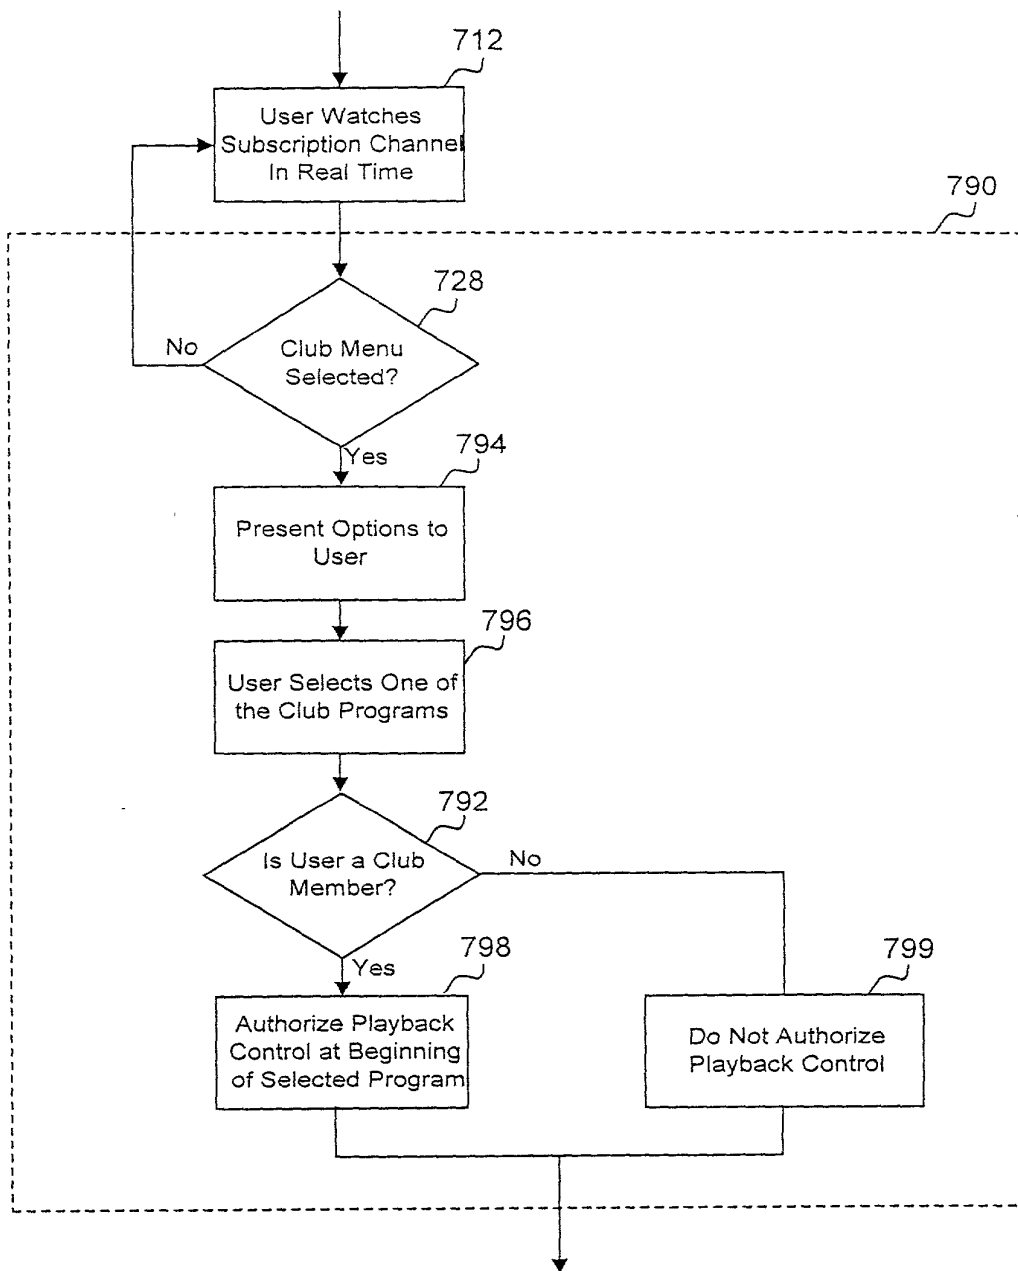 712
User Watches
Subscription Channel
In Real Time
790
728
No
Club Menu
Selected?
Yes
794
Present Options to
User
796
User Selects One of
the Club Programs
792
Is User a Club
Member?
No
Yes
798
Authorize Playback
Control at Beginning
of Selected Program
799
Do Not Authorize
Playback Control